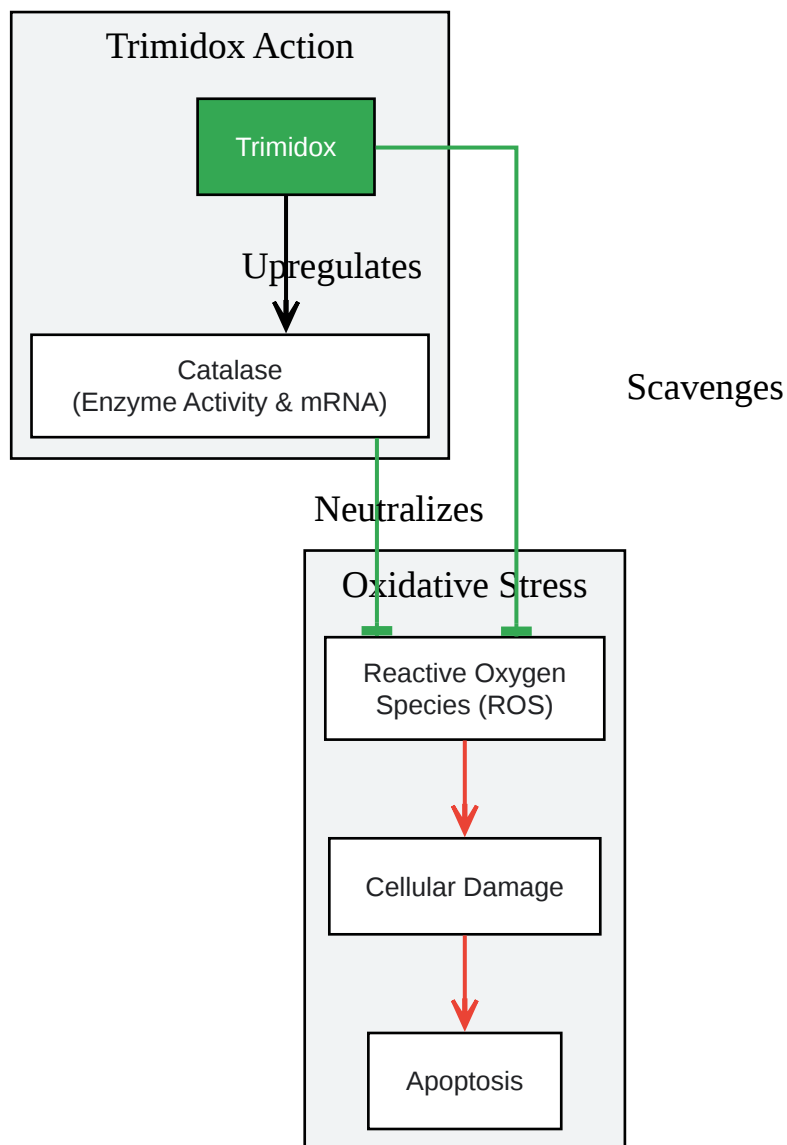 Trimidox Action
Trimidox
Upregulates
Catalase
(Enzyme Activity & mRNA)
Scavenges
Neutralizes
Oxidative Stress
Reactive Oxygen
Species (ROS)
Cellular Damage
Apoptosis